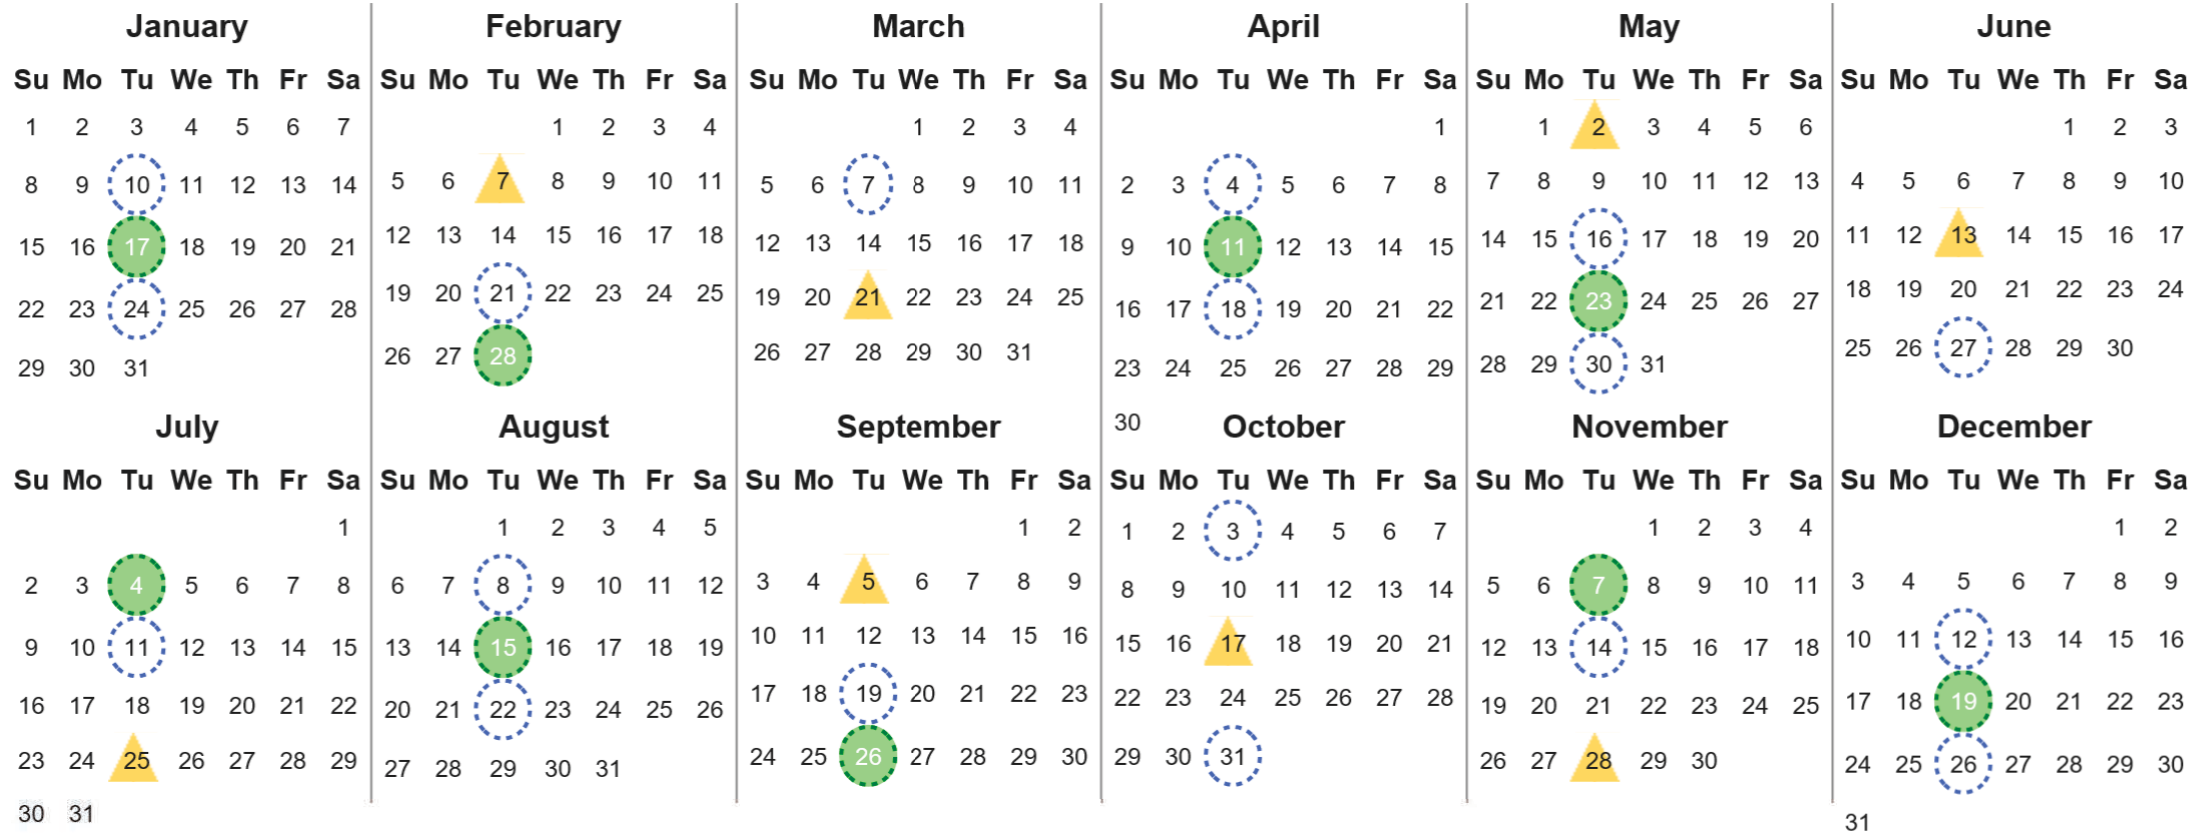 January
Su Mo Tu We Th Fr Sa
1 2 3 4 5 6 7
8 9 10 11 12 13 14
15 16 17 18 19 20 21
22 23 24 25 26 27 28
29 30 31
February
Su Mo Tu We Th Fr Sa
1 2 3 4
5 6 7 8 9 10 11
12 13 14 15 16 17 18
19 20 21 22 23 24 25
26 27 28
March
Su Mo Tu We Th Fr Sa
1 2 3 4
5 6 7 8 9 10 11
12 13 14 15 16 17 18
19 20 21 22 23 24 25
26 27 28 29 30 31
April
Su Mo Tu We Th Fr Sa
1
2 3 4 5 6 7 8
9 10 11 12 13 14 15
16 17 18 19 20 21 22
23 24 25 26 27 28 29
30
May
Su Mo Tu We Th Fr Sa
1 2 3 4 5 6
7 8 9 10 11 12 13
14 15 16 17 18 19 20
21 22 23 24 25 26 27
28 29 30 31
June
Su Mo Tu We Th Fr Sa
1 2 3
4 5 6 7 8 9 10
11 12 13 14 15 16 17
18 19 20 21 22 23 24
25 26 27 28 29 30
July
Su Mo Tu We Th Fr Sa
1
2 3 4 5 6 7 8
9 10 11 12 13 14 15
16 17 18 19 20 21 22
23 24 25 26 27 28 29
30 31
August
Su Mo Tu We Th Fr Sa
1 2 3 4 5
6 7 8 9 10 11 12
13 14 15 16 17 18 19
20 21 22 23 24 25 26
27 28 29 30 31
September
Su Mo Tu We Th Fr Sa
1 2
3 4 5 6 7 8 9
10 11 12 13 14 15 16
17 18 19 20 21 22 23
24 25 26 27 28 29 30
October
Su Mo Tu We Th Fr Sa
1 2 3 4 5 6 7
8 9 10 11 12 13 14
15 16 17 18 19 20 21
22 23 24 25 26 27 28
29 30 31
November
Su Mo Tu We Th Fr Sa
1 2 3 4
5 6 7 8 9 10 11
12 13 14 15 16 17 18
19 20 21 22 23 24 25
26 27 28 29 30
December
Su Mo Tu We Th Fr Sa
1 2
3 4 5 6 7 8 9
10 11 12 13 14 15 16
17 18 19 20 21 22 23
24 25 26 27 28 29 30
31